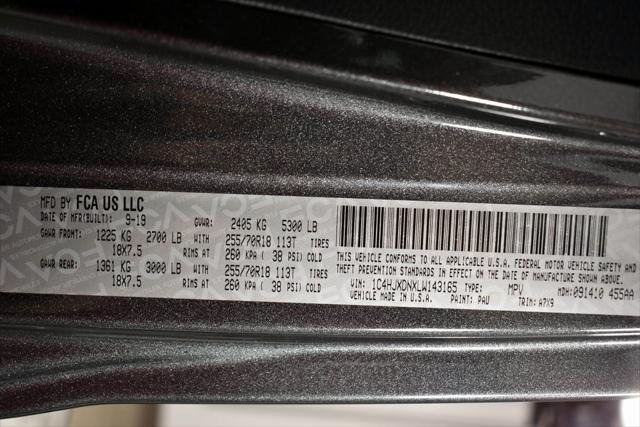 MFD BY FCA US LLC
DATE OF MFR(BUILT): 9-19 GVWR: 2405 KG 5300 LB
GAWR FRONT: 1225 KG 2700 LB WITH 255/70R18 113T TIRES
18X7.5 RIMS AT 260 KPA ( 38 PSI) COLD
GAWR REAR: 1361 KG 3000 LB WITH 255/70R18 113T TIRES
18X7.5 RIMS AT 260 KPA ( 38 PSI) COLD
THIS VEHICLE CONFORMS TO ALL APPLICABLE U.S.A. FEDERAL MOTOR VEHICLE SAFETY AND
THEFT PREVENTION STANDARDS IN EFFECT ON THE DATE OF MANUFACTURE SHOWN ABOVE.
VIN: 1C4HJXDNXLW143165 TYPE: MPV MDH: 091410 455AA
VEHICLE MADE IN U.S.A. PAINT: PAU TRIM: A7X9